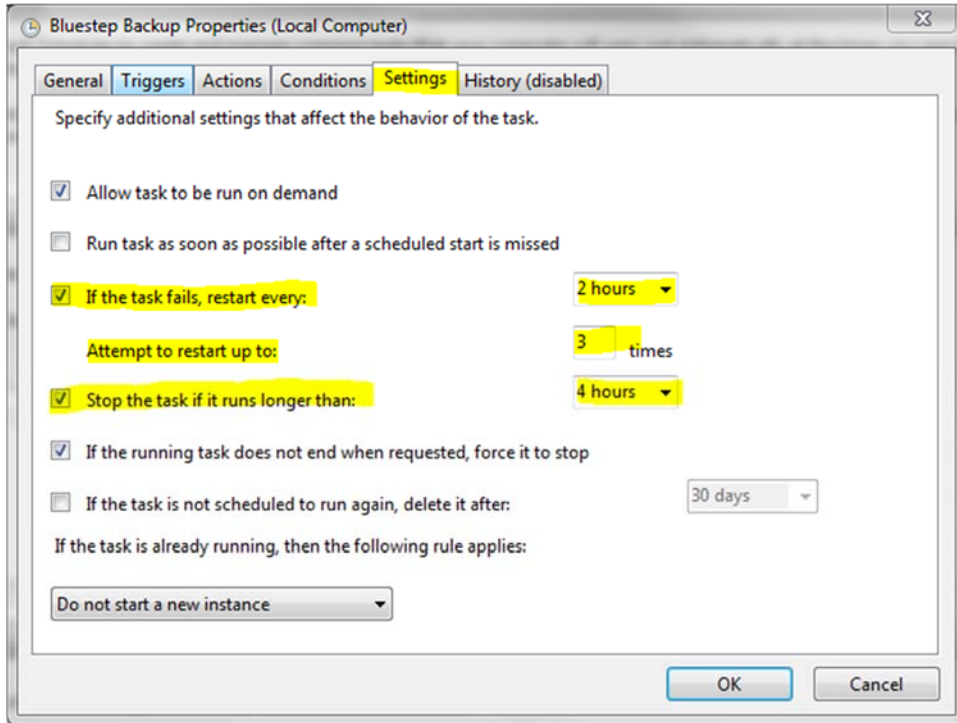 Bluestep Backup Properties (Local Computer)
General Triggers Actions Conditions Settings History (disabled)
Specify additional settings that affect the behavior of the task.
Allow task to be run on demand
Run task as soon as possible after a scheduled start is missed
If the task fails, restart every: 2 hours
Attempt to restart up to: 3 times
Stop the task if it runs longer than: 4 hours
If the running task does not end when requested, force it to stop
If the task is not scheduled to run again, delete it after: 30 days
If the task is already running, then the following rule applies:
Do not start a new instance
OK Cancel